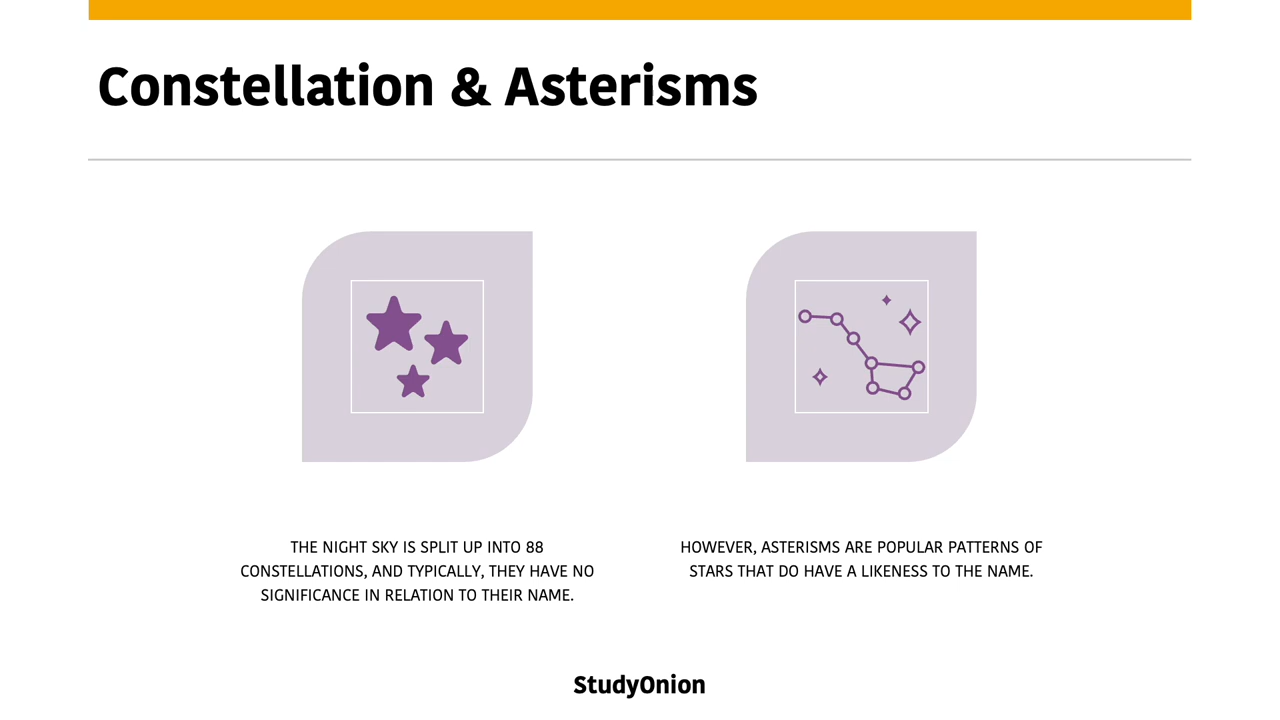 Constellation & Asterisms
THE NIGHT SKY IS SPLIT UP INTO 88
CONSTELLATIONS, AND TYPICALLY, THEY HAVE NO
SIGNIFICANCE IN RELATION TO THEIR NAME.
HOWEVER, ASTERISMS ARE POPULAR PATTERNS OF
STARS THAT DO HAVE A LIKENESS TO THE NAME.
StudyOnion